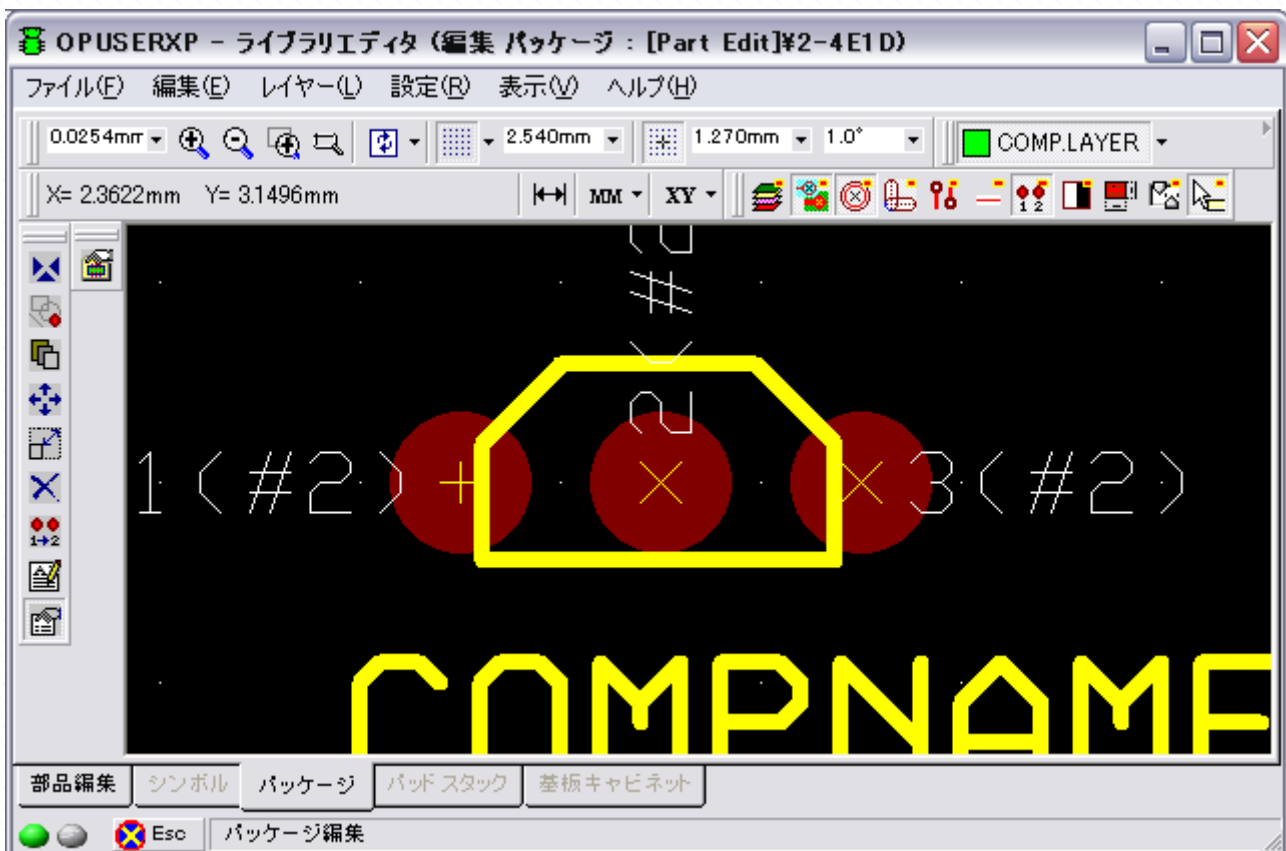 OPUSERXP - ライブラリエディタ (編集 パッケージ : [Part Edit]¥2-4E1D)
ファイル(F) 編集(E) レイヤー(L) 設定(R) 表示(V) ヘルプ(H)
0.0254mm 2.540mm 1.270mm 1.0° COMP.LAYER
X= 2.3622mm Y= 3.1496mm MM XY
2(#2
1(#2) 3(#2)
COMPNAME
部品編集 シンボル パッケージ パッド スタック 基板キャビネット
Esc パッケージ編集